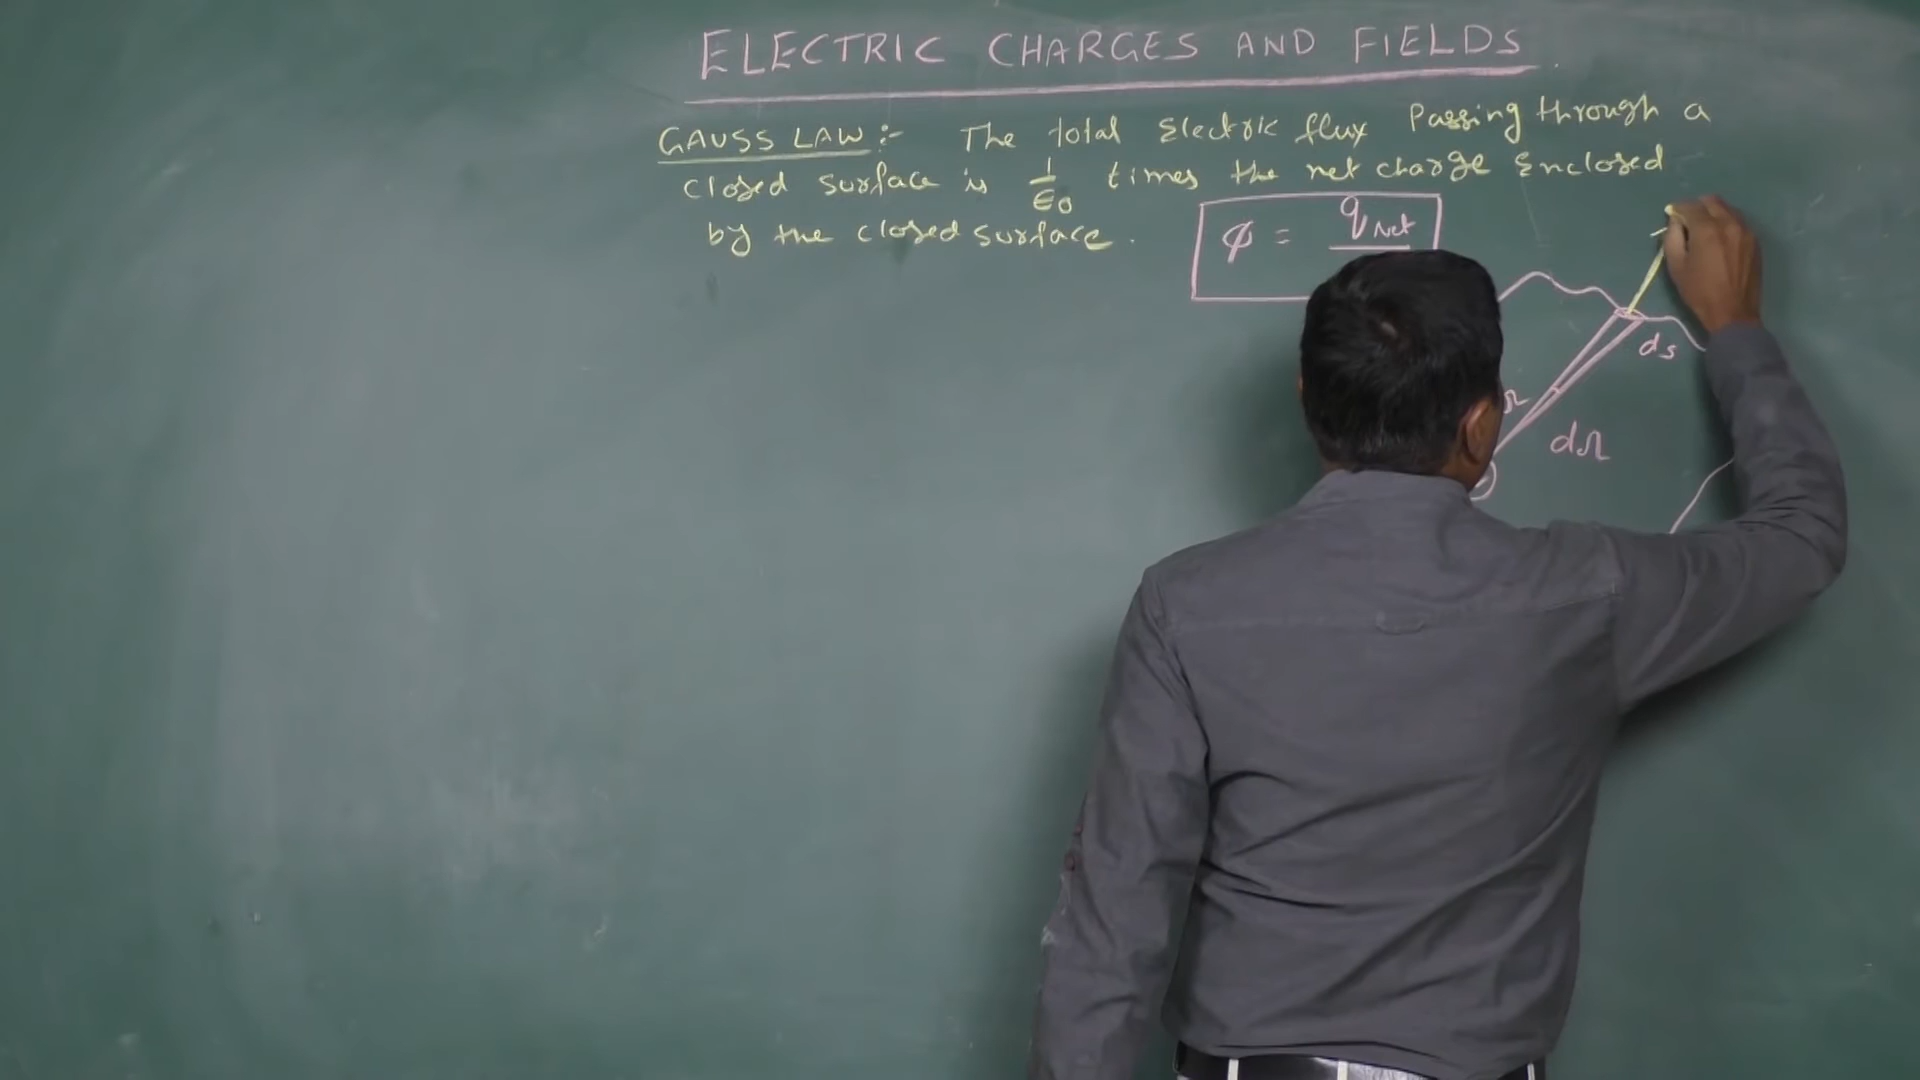 ELECTRIC CHARGES AND FIELDS
GAUSS LAW :- The total Electric flux Passing through a
closed surface is 1/ε0 times the net charge Enclosed
by the closed surface.
ϕ = qNet
ds
r
dΩ